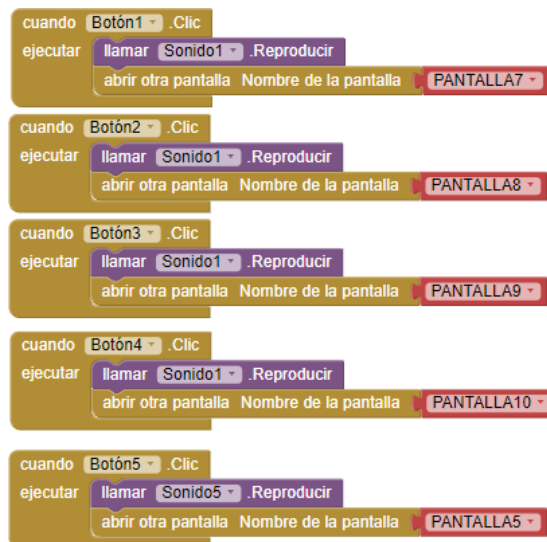 cuando Botón1 .Clic
ejecutar llamar Sonido1 .Reproducir
abrir otra pantalla Nombre de la pantalla PANTALLA7
cuando Botón2 .Clic
ejecutar llamar Sonido1 .Reproducir
abrir otra pantalla Nombre de la pantalla PANTALLA8
cuando Botón3 .Clic
ejecutar llamar Sonido1 .Reproducir
abrir otra pantalla Nombre de la pantalla PANTALLA9
cuando Botón4 .Clic
ejecutar llamar Sonido1 .Reproducir
abrir otra pantalla Nombre de la pantalla PANTALLA10
cuando Botón5 .Clic
ejecutar llamar Sonido5 .Reproducir
abrir otra pantalla Nombre de la pantalla PANTALLA5